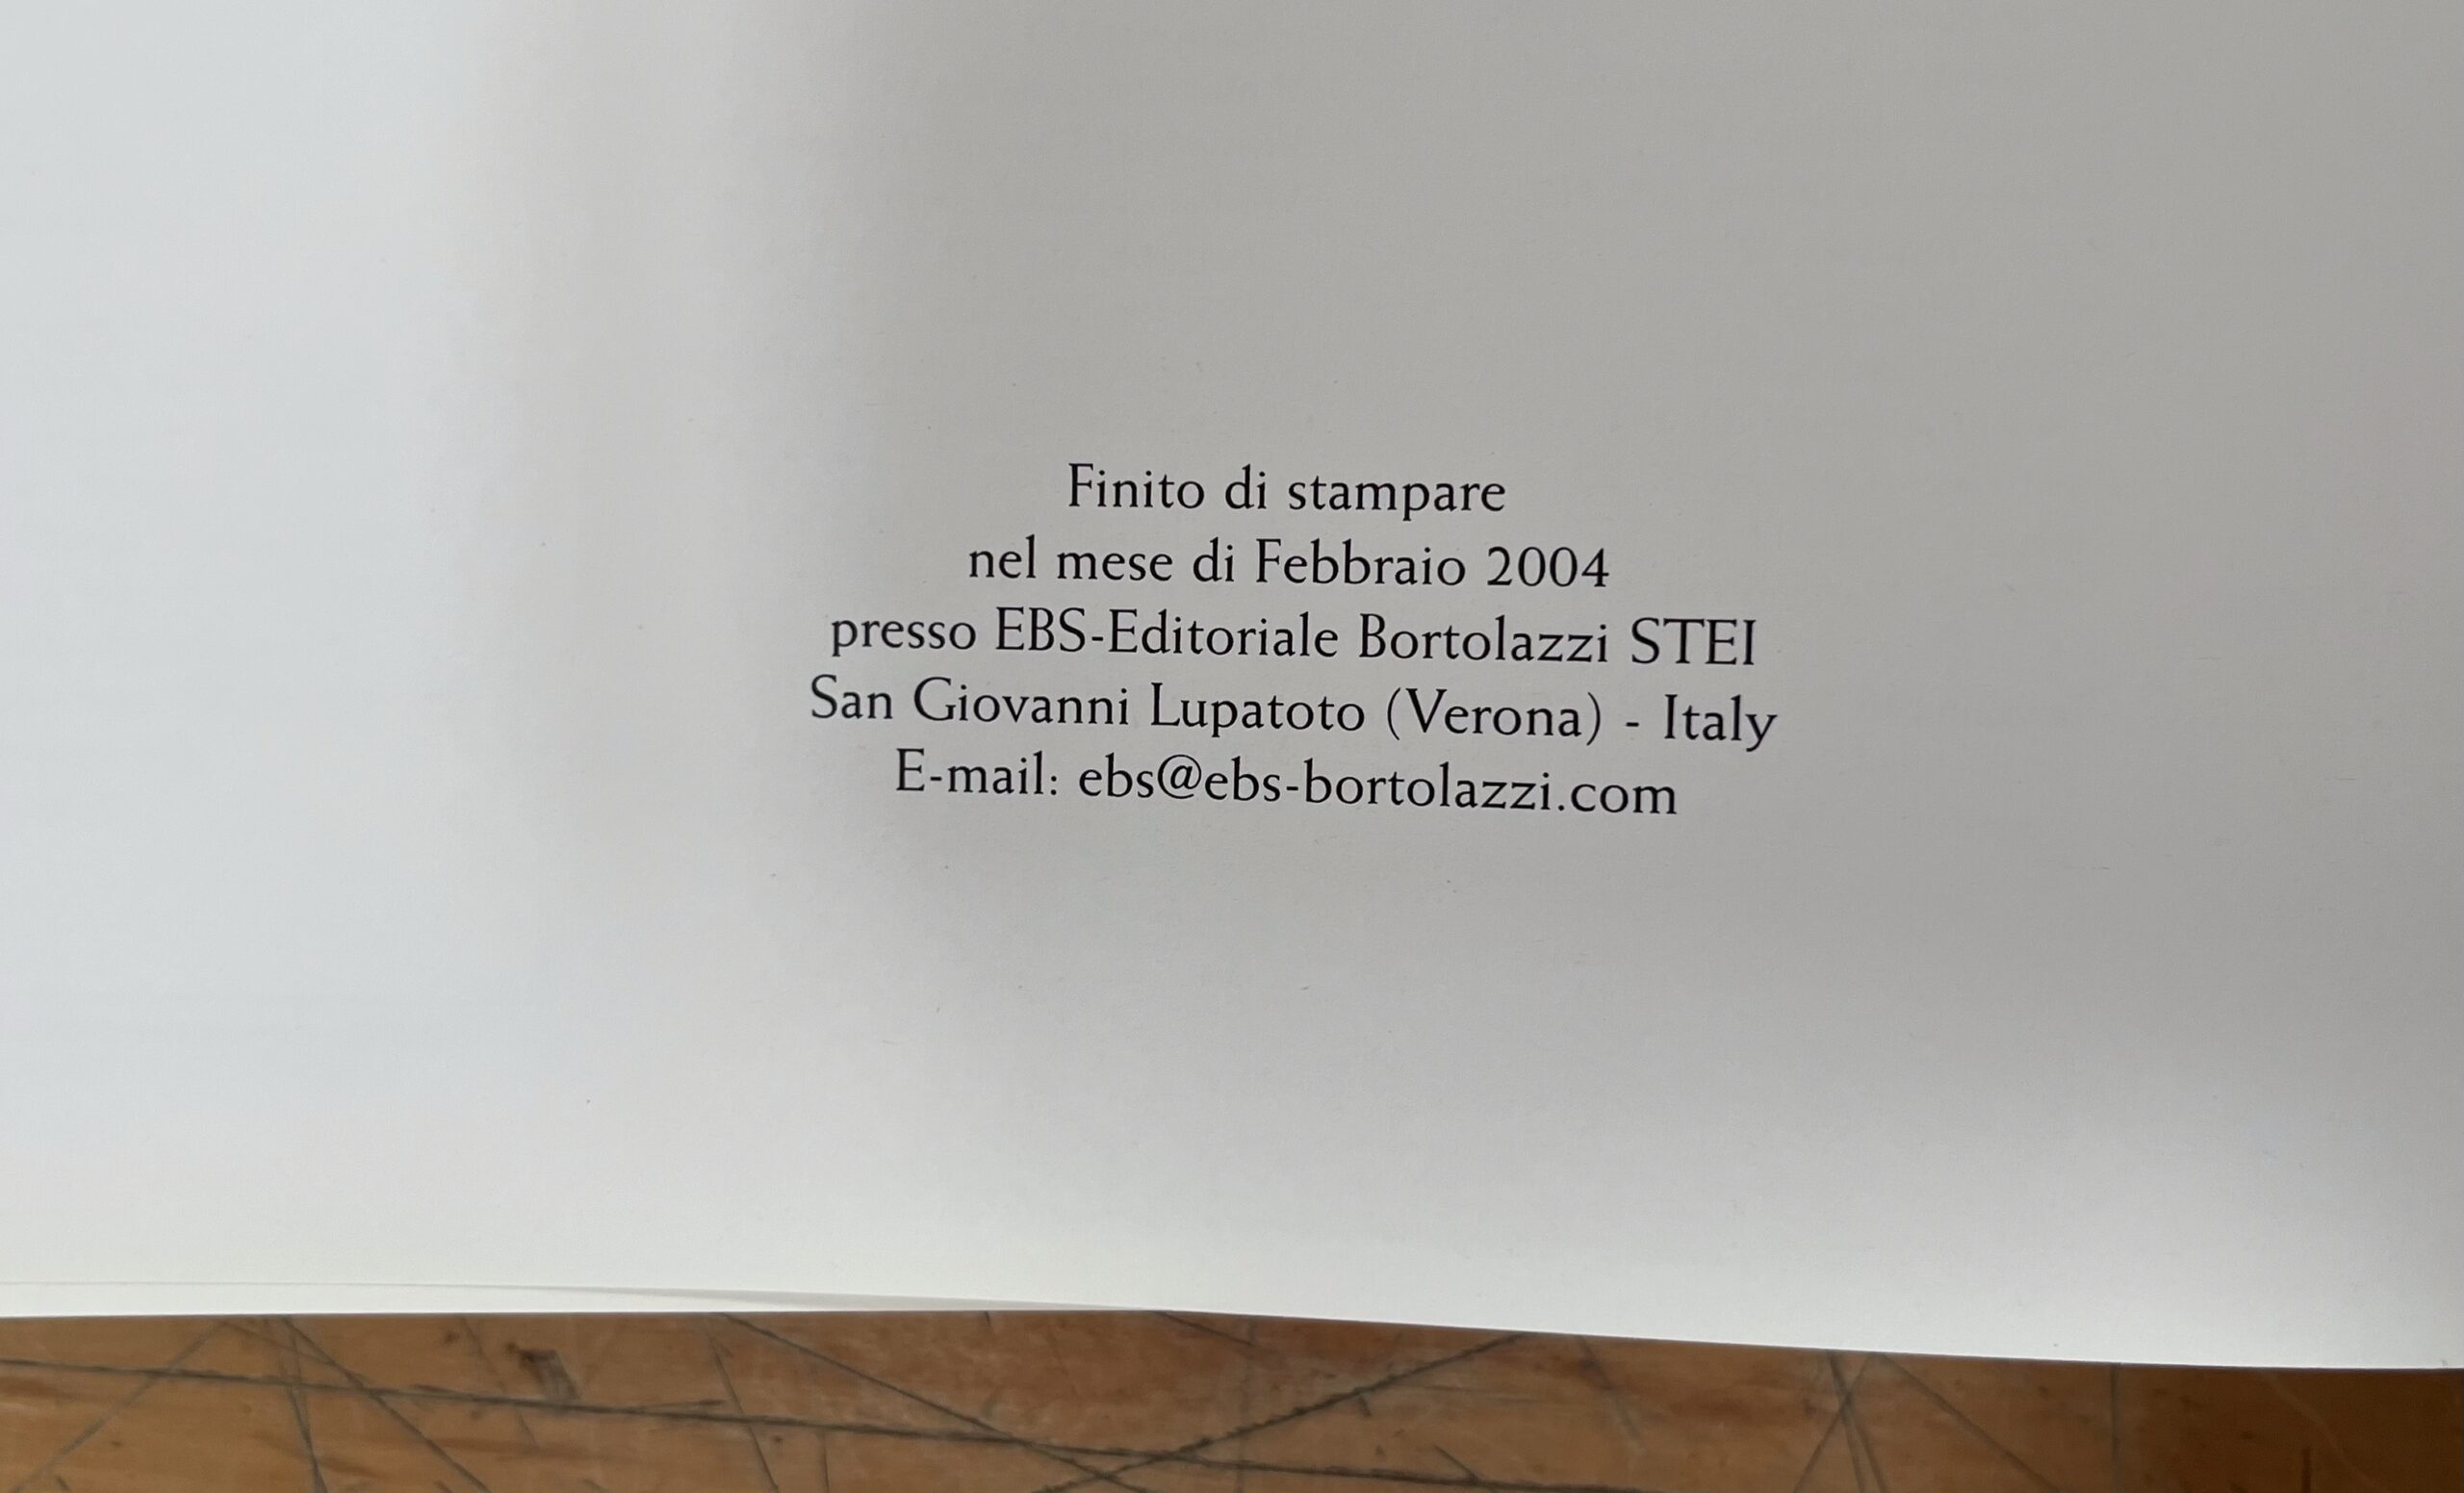 Finito di stampare
nel mese di Febbraio 2004
presso EBS-Editoriale Bortolazzi STEI
San Giovanni Lupatoto (Verona) - Italy
E-mail: ebs@ebs-bortolazzi.com